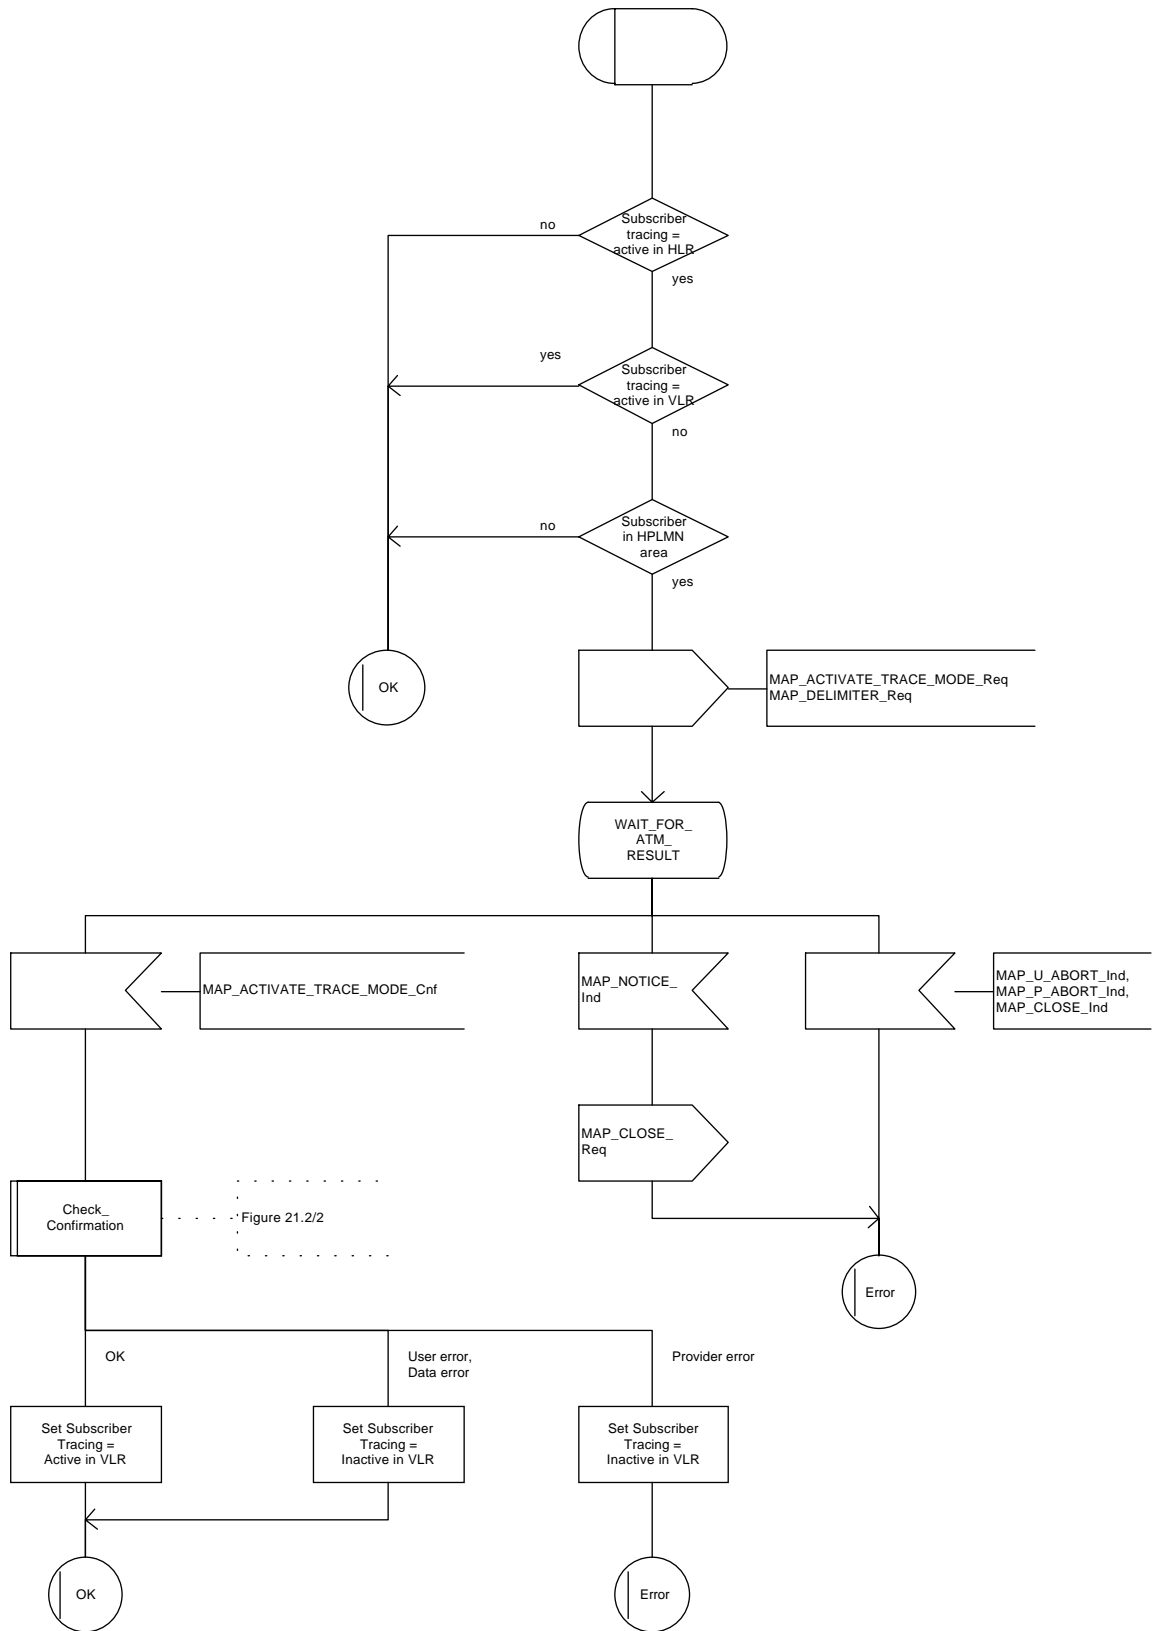 Subscriber
tracing =
active in HLR
no
yes
Subscriber
tracing =
active in VLR
yes
no
Subscriber
in HPLMN
area
no
yes
OK
MAP_ACTIVATE_TRACE_MODE_Req
MAP_DELIMITER_Req
WAIT_FOR_
ATM_
RESULT
MAP_ACTIVATE_TRACE_MODE_Cnf
MAP_NOTICE_
Ind
MAP_U_ABORT_Ind,
MAP_P_ABORT_Ind,
MAP_CLOSE_Ind
MAP_CLOSE_
Req
Check_
Confirmation
Figure 21.2/2
Error
OK
User error,
Data error
Provider error
Set Subscriber
Tracing =
Active in VLR
Set Subscriber
Tracing =
Inactive in VLR
Set Subscriber
Tracing =
Inactive in VLR
OK
Error